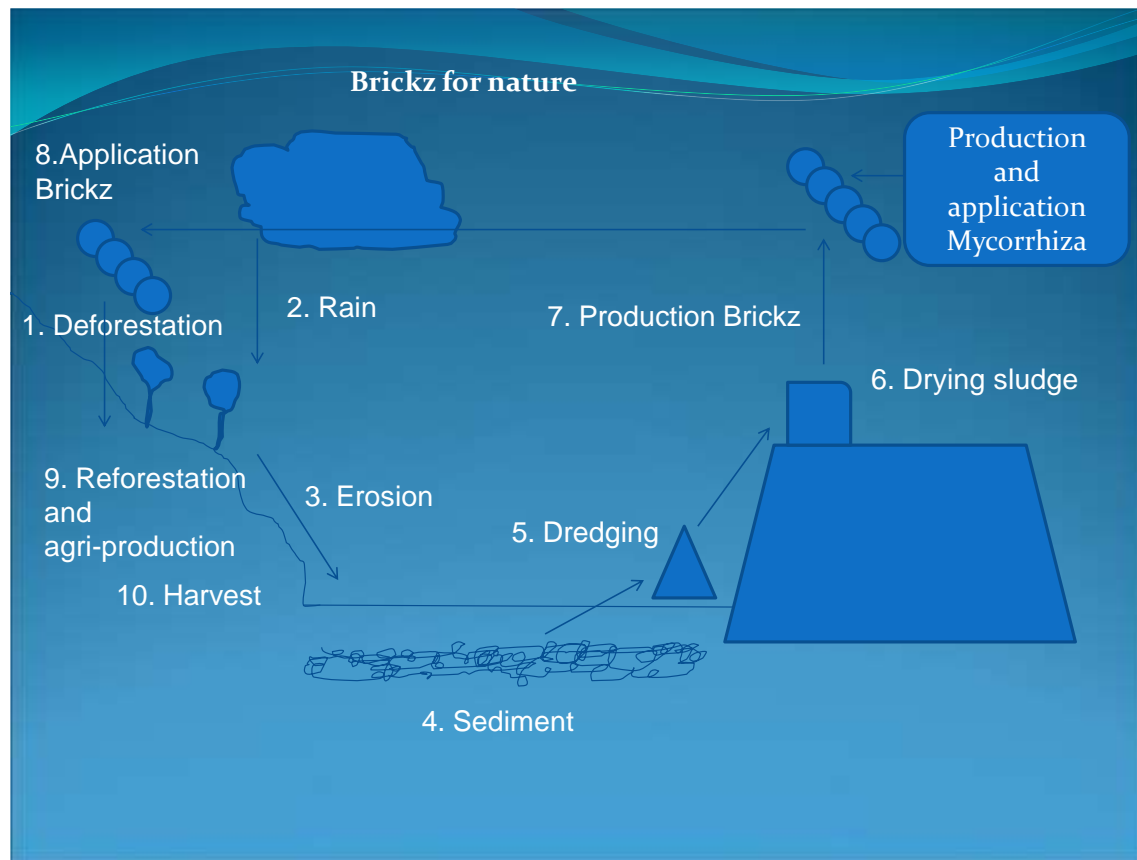 Brickz for nature
8.Application
Brickz
Production
and
application
Mycorrhiza
1. Deforestation
2. Rain
7. Production Brickz
6. Drying sludge
9. Reforestation
and
agri-production
3. Erosion
5. Dredging
10. Harvest
4. Sediment